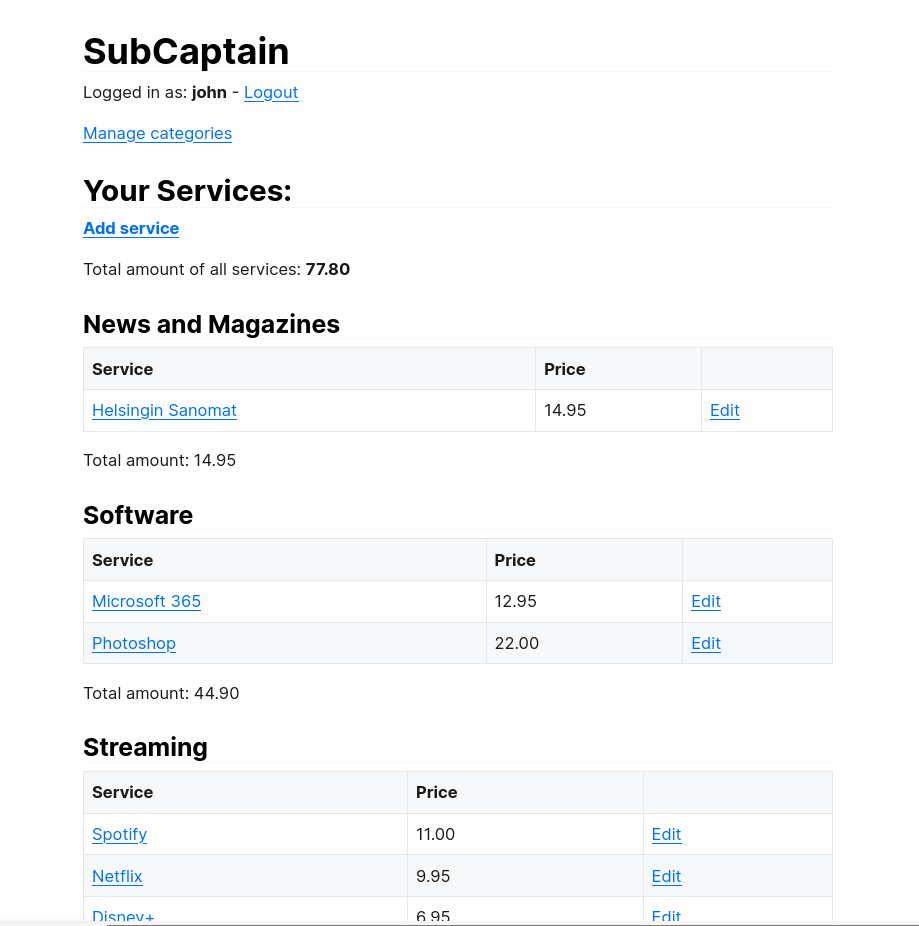 SubCaptain
Logged in as: john - Logout
Manage categories
Your Services:
Add service
Total amount of all services: 77.80
News and Magazines
Service Price
Helsingin Sanomat 14.95 Edit
Total amount: 14.95
Software
Service Price
Microsoft 365 12.95 Edit
Photoshop 22.00 Edit
Total amount: 44.90
Streaming
Service Price
Spotify 11.00 Edit
Netflix 9.95 Edit
Disney+ 6.95 Edit